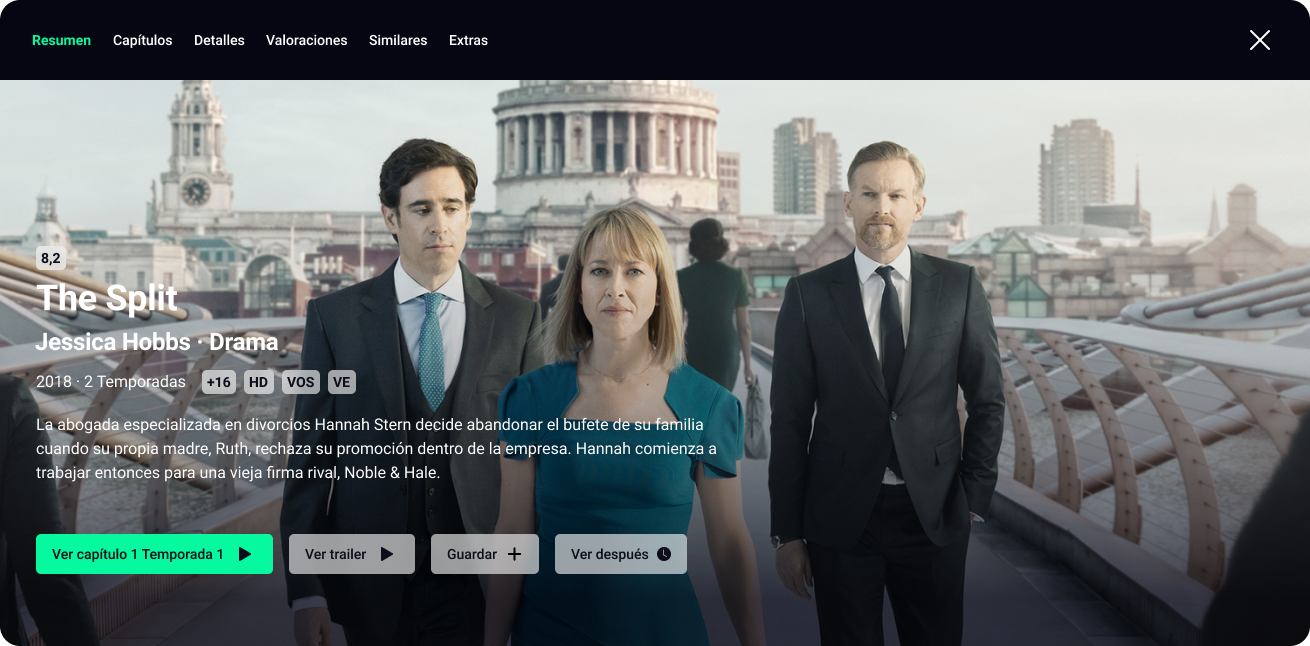 Resumen Capítulos Detalles Valoraciones Similares Extras
8,2
The Split
Jessica Hobbs · Drama
2018 · 2 Temporadas +16 HD VOS VE
La abogada especializada en divorcios Hannah Stern decide abandonar el bufete de su familia
cuando su propia madre, Ruth, rechaza su promoción dentro de la empresa. Hannah comienza a
trabajar entonces para una vieja firma rival, Noble & Hale.
Ver capítulo 1 Temporada 1 Ver trailer Guardar Ver después